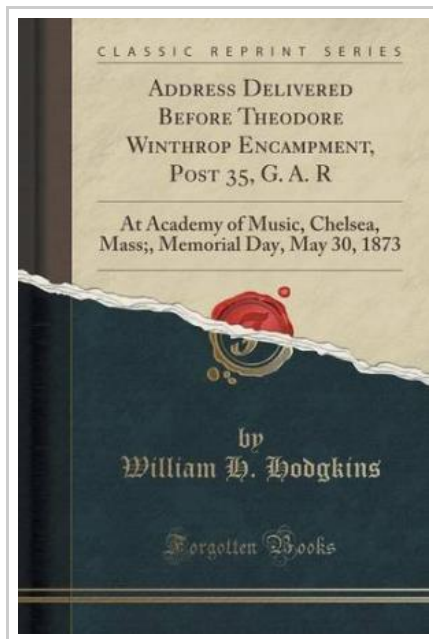 CLASSIC REPRINT SERIES
ADDRESS DELIVERED
BEFORE THEODORE
WINTHROP ENCAMPMENT,
POST 35, G. A. R
At Academy of Music, Chelsea,
Mass;, Memorial Day, May 30, 1873
by
William H. Hodgkins
Forgotten Books